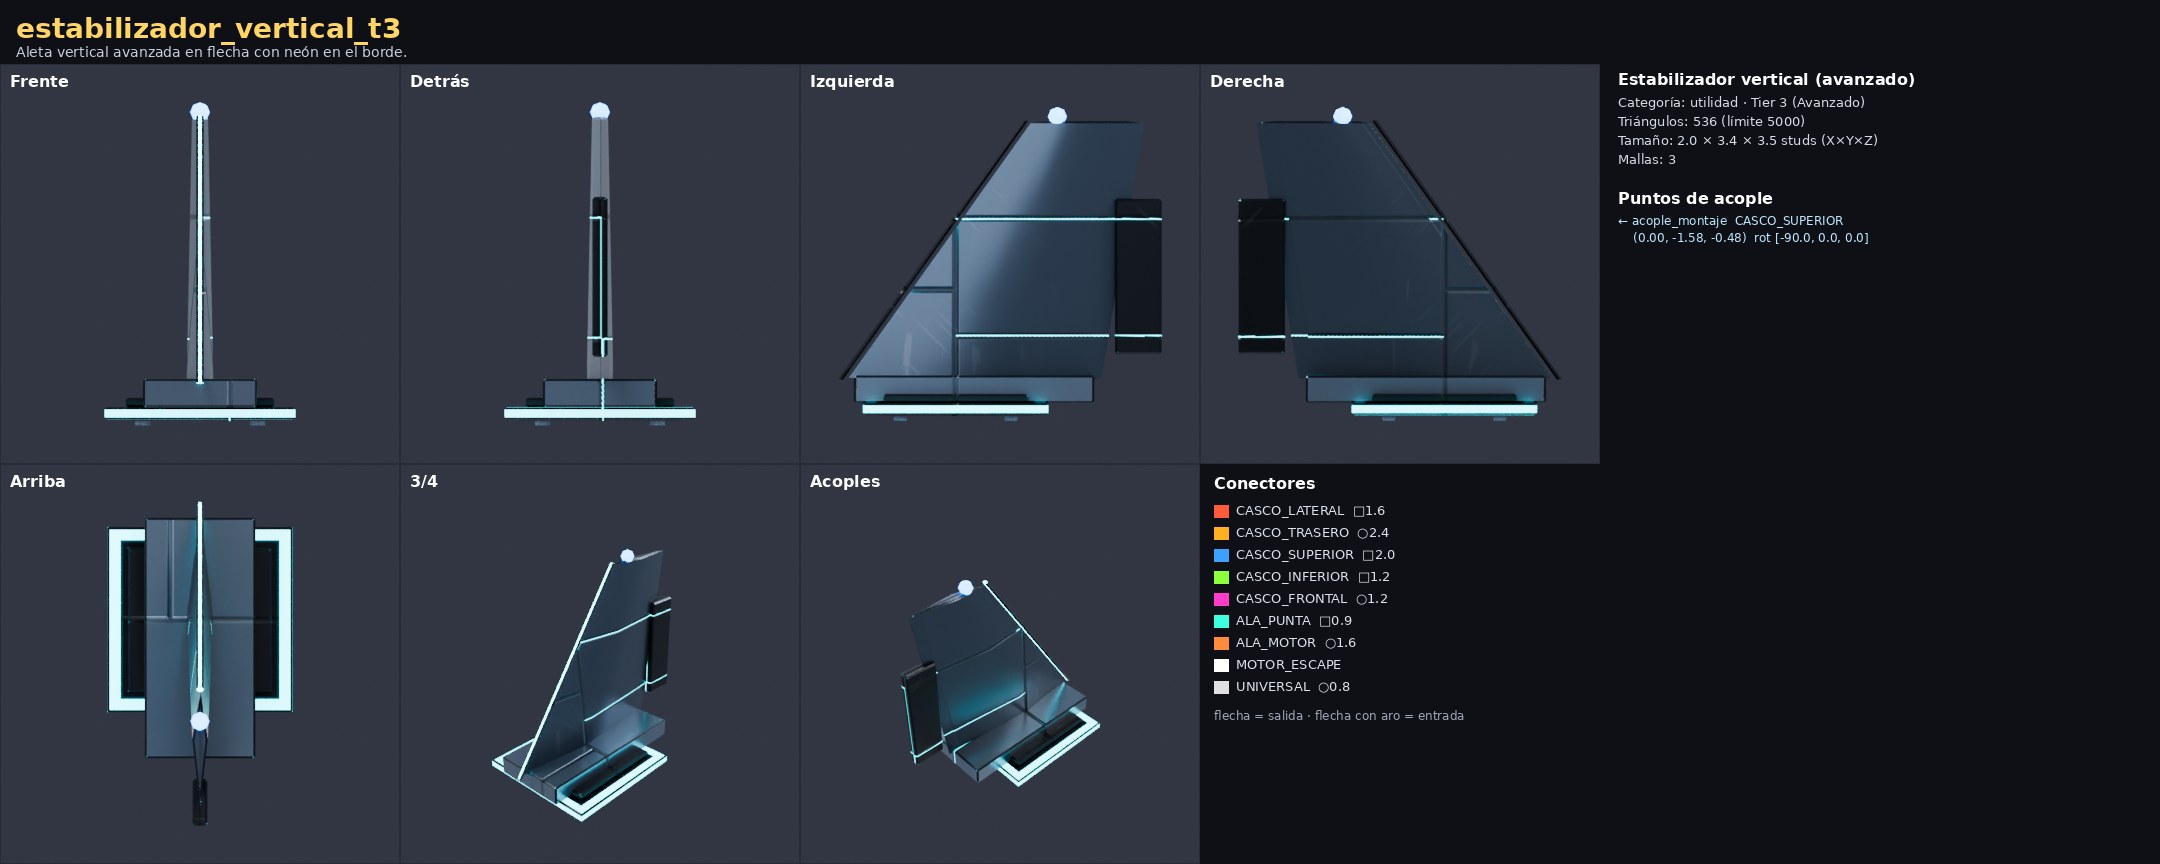 estabilizador_vertical_t3
Aleta vertical avanzada en flecha con neón en el borde.
Frente
Detrás
Izquierda
Derecha
Estabilizador vertical (avanzado)
Categoría: utilidad · Tier 3 (Avanzado)
Triángulos: 536 (límite 5000)
Tamaño: 2.0 × 3.4 × 3.5 studs (X×Y×Z)
Mallas: 3
Puntos de acople
← acople_montaje  CASCO_SUPERIOR
(0.00, -1.58, -0.48)  rot [-90.0, 0.0, 0.0]
Arriba
3/4
Acoples
Conectores
CASCO_LATERAL  □1.6
CASCO_TRASERO  ○2.4
CASCO_SUPERIOR  □2.0
CASCO_INFERIOR  □1.2
CASCO_FRONTAL  ○1.2
ALA_PUNTA  □0.9
ALA_MOTOR  ○1.6
MOTOR_ESCAPE
UNIVERSAL  ○0.8
flecha = salida · flecha con aro = entrada